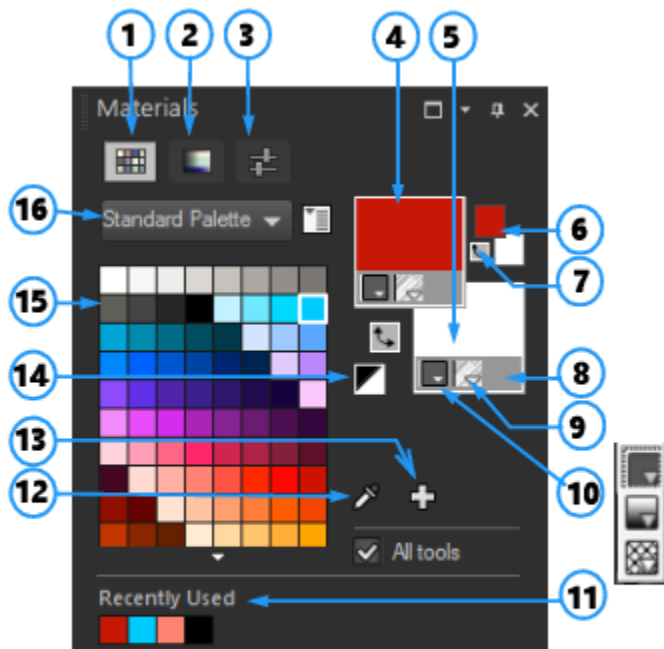 1 2 3 4 5
Materials
16 Standard Palette
6
7
15
14 8
9
13
12 10
All tools
Recently Used 11